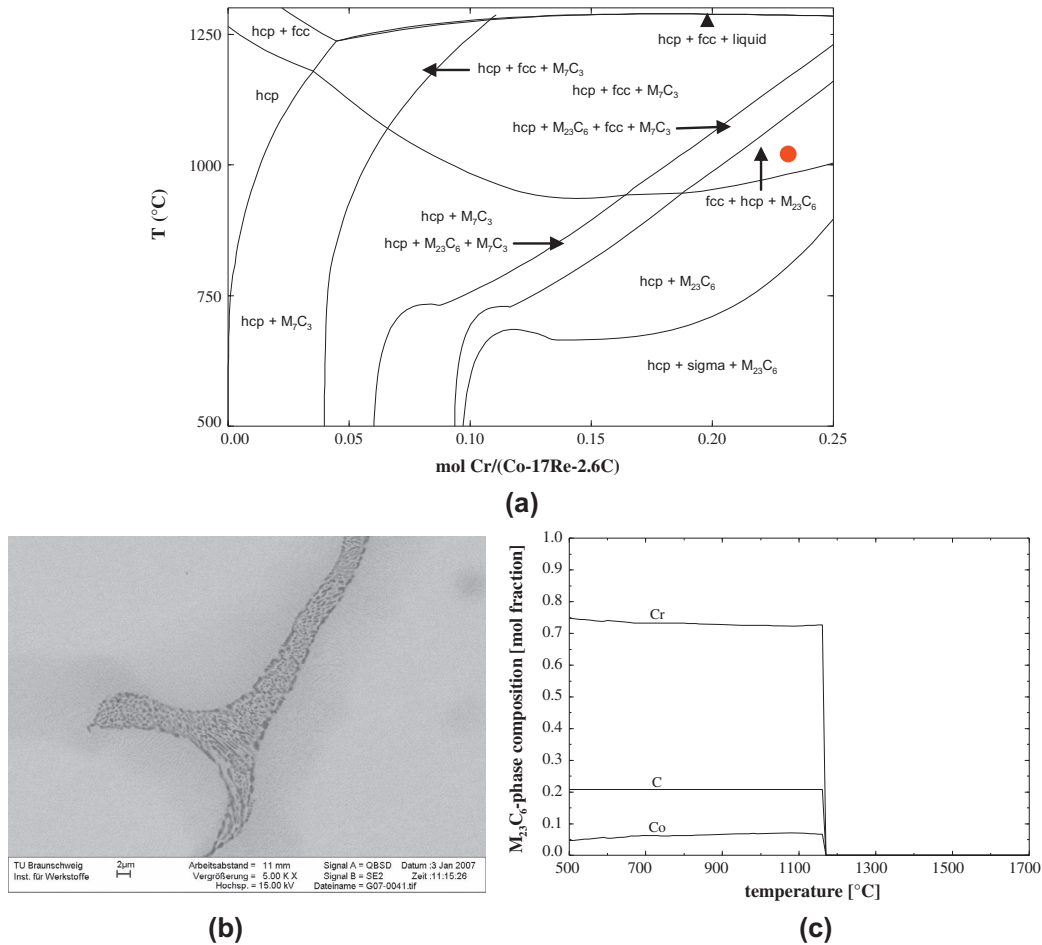 1250
hcp + fcc
hcp + fcc + liquid
hcp + fcc + M₇C₃
hcp
hcp + fcc + M₇C₃
hcp + M₂₃C₆ + fcc + M₇C₃
1000
fcc + hcp + M₂₃C₆
T (°C)
hcp + M₇C₃
hcp + M₂₃C₆ + M₇C₃
hcp + M₂₃C₆
750
hcp + M₇C₃
hcp + sigma + M₂₃C₆
500
0.00 0.05 0.10 0.15 0.20 0.25
mol Cr/(Co-17Re-2.6C)
(a)
TU Braunschweig
Inst. für Werkstoffe
2µm
Arbeitsabstand = 11 mm
Vergrößerung = 5.00 K X
Hochsp. = 15.00 kV
Signal A = QBSD
Signal B = SE2
Datum :3 Jan 2007
Zeit :11:15:26
Dateiname = G07-0041.tif
(b)
M₂₃C₆-phase composition [mol fraction]
1.0
0.9
0.8
0.7
0.6
0.5
0.4
0.3
0.2
0.1
0.0
Cr
C
Co
500 700 900 1100 1300 1500 1700
temperature [°C]
(c)